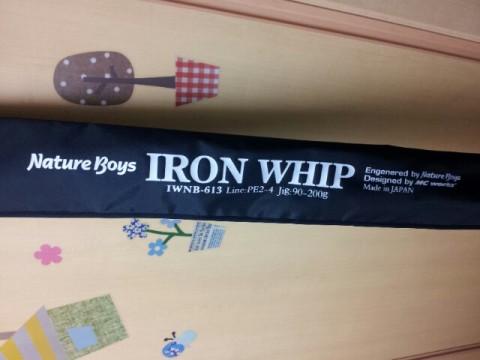 Nature Boys IRON WHIP
IWNB-613 Line:PE2-4 Jig:90-200g
Engenered by Nature Boys
Designed by MC works'
Made in JAPAN